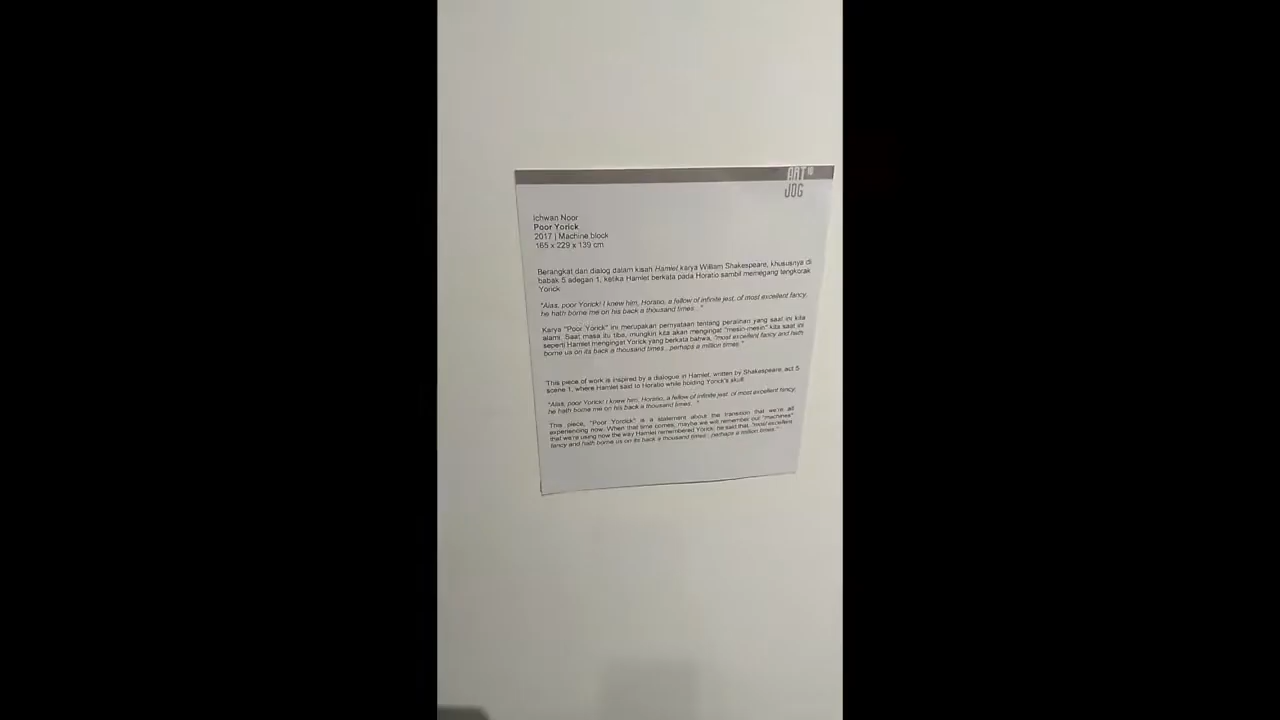 ART
JOG
Ichwan Noor
Poor Yorick
2017 | Machine block
165 x 229 x 139 cm
Berangkat dari dialog dalam kisah Hamlet karya William Shakespeare, khususnya di
babak 5 adegan 1, ketika Hamlet berkata pada Horatio sambil memegang tengkorak
Yorick
"Alas, poor Yorick! I knew him, Horatio, a fellow of infinite jest, of most excellent fancy,
he hath borne me on his back a thousand times..."
Karya "Poor Yorick" ini merupakan pernyataan tentang peralihan yang saat ini kita
alami. Saat masa itu tiba, mungkin kita akan mengingat "mesin-mesin" kita saat ini
seperti Hamlet mengingat Yorick yang berkata bahwa, "most excellent fancy and hath
borne us on its back a thousand times...perhaps a million times."
This piece of work is inspired by a dialogue in Hamlet, written by Shakespeare, act 5
scene 1, where Hamlet said to Horatio while holding Yorick's skull:
"Alas, poor Yorick! I knew him, Horatio, a fellow of infinite jest, of most excellent fancy,
he hath borne me on his back a thousand times..."
This piece, "Poor Yorick" is a statement about the transition that we're all
experiencing now. When that time comes, maybe we will remember our "machines"
that we're using now the way Hamlet remembered Yorick; he said that, "most excellent
fancy and hath borne us on its back a thousand times...perhaps a million times."